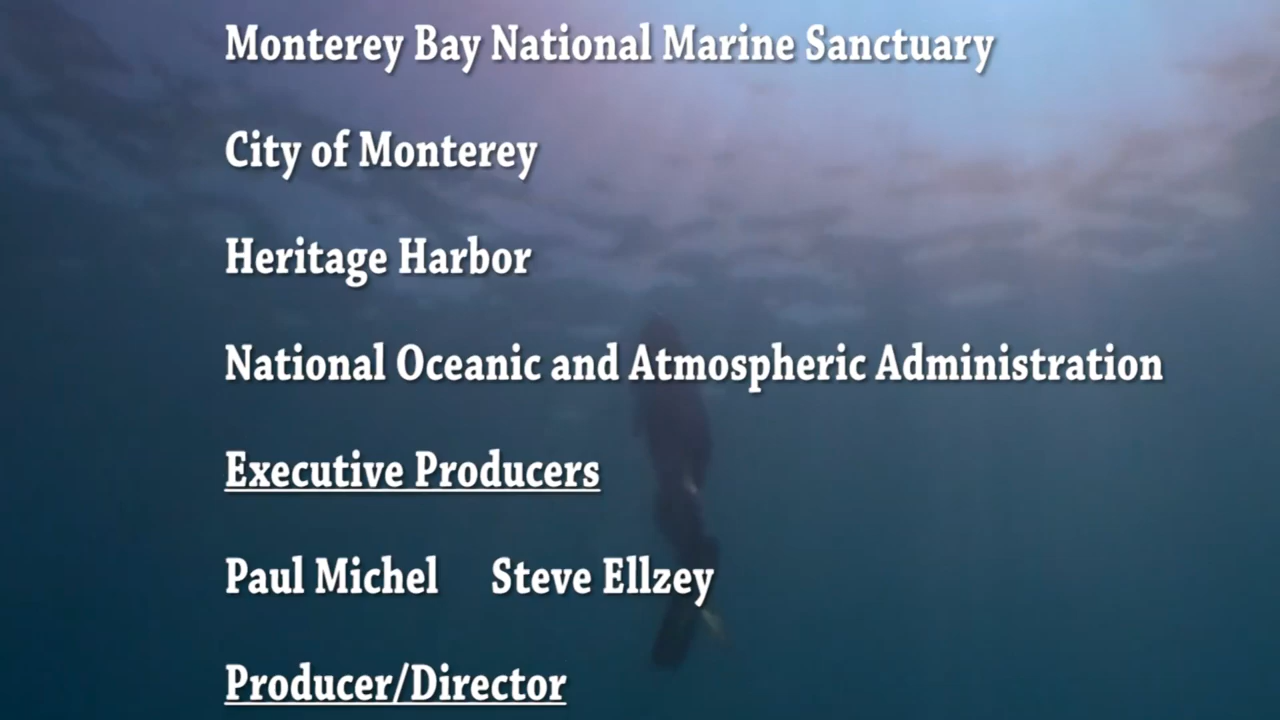 Monterey Bay National Marine Sanctuary
City of Monterey
Heritage Harbor
National Oceanic and Atmospheric Administration
Executive Producers
Paul Michel Steve Ellzey
Producer/Director